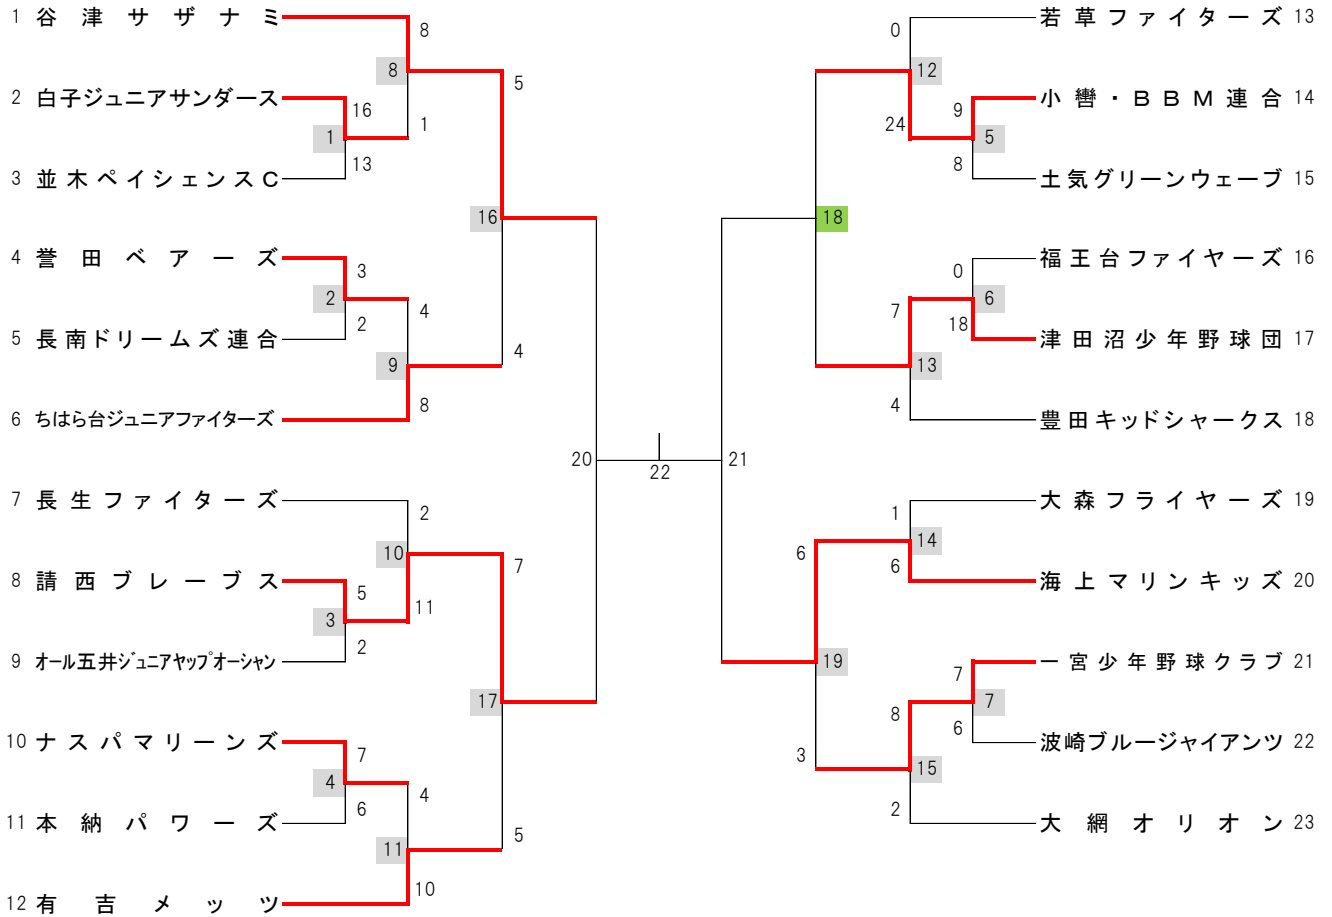 1 谷津サザナミ
8
8
5
2 白子ジュニアサンダース
16
1
1
13
3 並木ペイシェンスC
16
4 誉田ベアーズ
3
2
4
2
5 長南ドリームズ連合
9
4
8
6 ちはら台ジュニアファイターズ
20
7 長生ファイターズ
2
10
7
8 請西ブレーブス
5
11
3
2
9 オール五井ジュニアヤップオーシャン
17
10 ナスパマリーンズ
7
4
4
6
11 本納パワーズ
5
11
10
12 有吉メッツ
22
若草ファイターズ 13
0
12
小轡・BBM連合 14
9
24
5
8
土気グリーンウェーブ 15
18
福王台ファイヤーズ 16
0
7
6
18
津田沼少年野球団 17
13
4
豊田キッドシャークス 18
21
大森フライヤーズ 19
1
6
14
6
海上マリンキッズ 20
19
一宮少年野球クラブ 21
7
8
7
6
波崎ブルージャイアンツ 22
3
15
2
大網オリオン 23